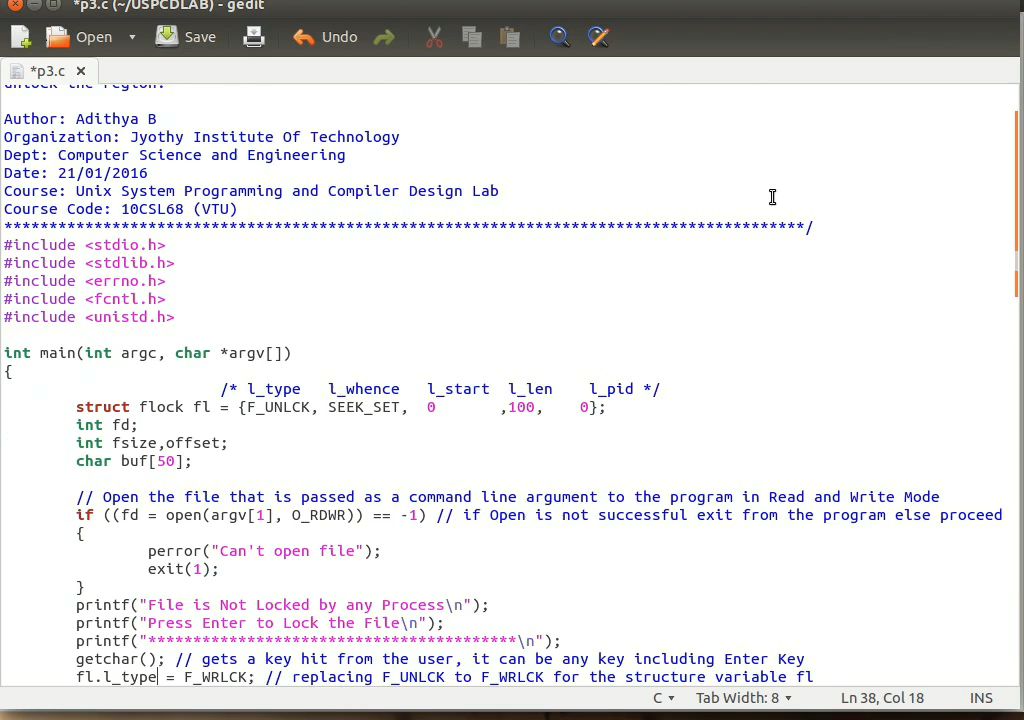 *p3.c (~/USPCDLAB) - gedit
Open Save Undo
*p3.c
unlock the region.
Author: Adithya B
Organization: Jyothy Institute Of Technology
Dept: Computer Science and Engineering
Date: 21/01/2016
Course: Unix System Programming and Compiler Design Lab
Course Code: 10CSL68 (VTU)
*****************************************************************************************/
#include <stdio.h>
#include <stdlib.h>
#include <errno.h>
#include <fcntl.h>
#include <unistd.h>
int main(int argc, char *argv[])
{
/* l_type   l_whence   l_start  l_len    l_pid */
struct flock fl = {F_UNLCK, SEEK_SET,  0       ,100,    0};
int fd;
int fsize,offset;
char buf[50];
// Open the file that is passed as a command line argument to the program in Read and Write Mode
if ((fd = open(argv[1], O_RDWR)) == -1) // if Open is not successful exit from the program else proceed
{
perror("Can't open file");
exit(1);
}
printf("File is Not Locked by any Process\n");
printf("Press Enter to Lock the File\n");
printf("*****************************************\n");
getchar(); // gets a key hit from the user, it can be any key including Enter Key
fl.l_type = F_WRLCK; // replacing F_UNLCK to F_WRLCK for the structure variable fl
C Tab Width: 8 Ln 38, Col 18 INS